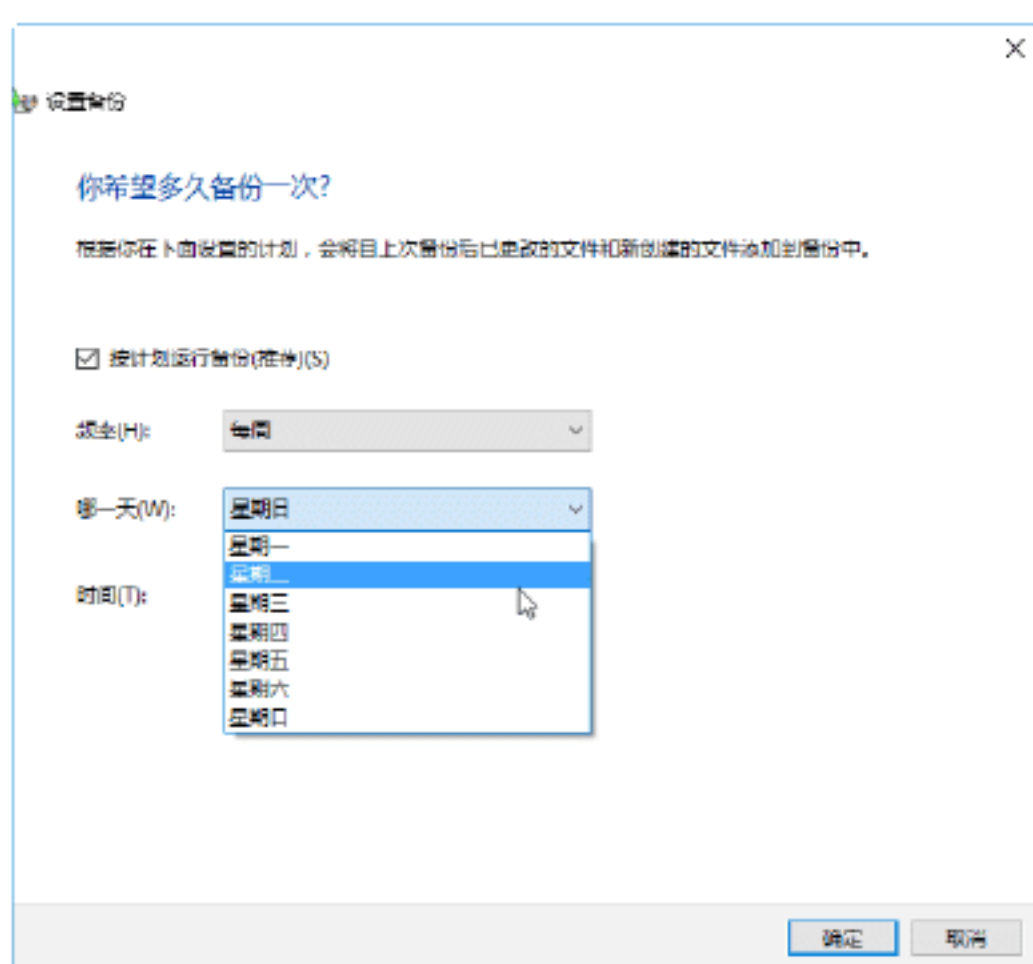 设置备份
你希望多久备份一次?
根据你在下面设置的计划，会将自上次备份后已更改的文件和新创建的文件添加到备份中。
按计划运行备份(推荐)(S)
频率(H): 每周
哪一天(W): 星期日
星期一
星期二
时间(T):
星期三
星期四
星期五
星期六
星期日
确定 取消